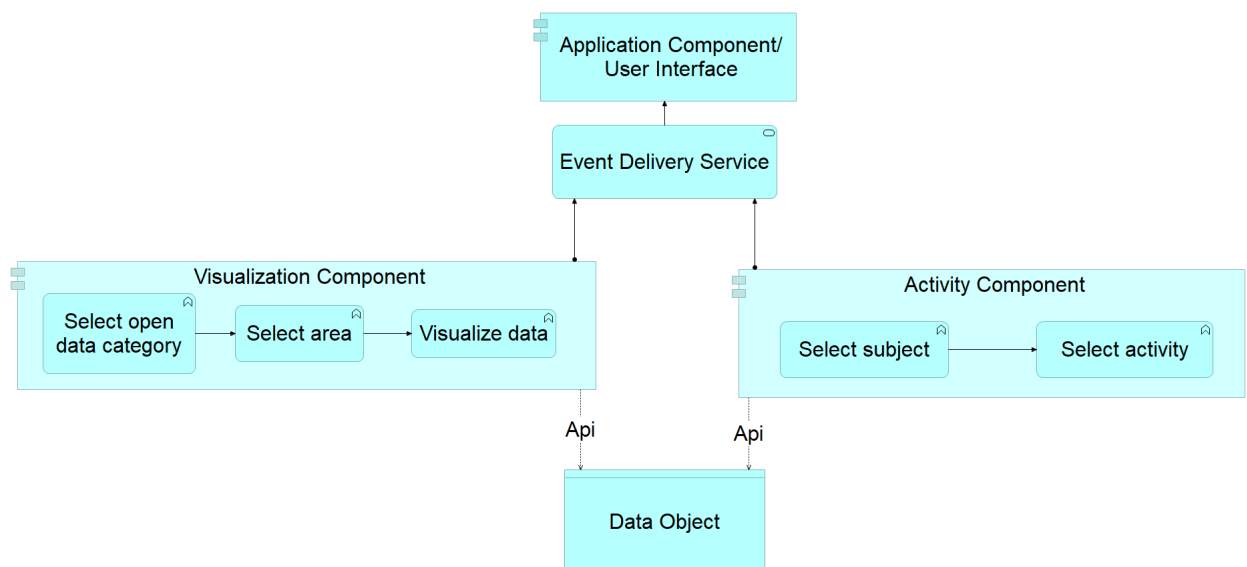 Application Component/
User Interface
Event Delivery Service
Visualization Component
Select open
data category
Select area
Visualize data
Activity Component
Select subject
Select activity
Api
Api
Data Object